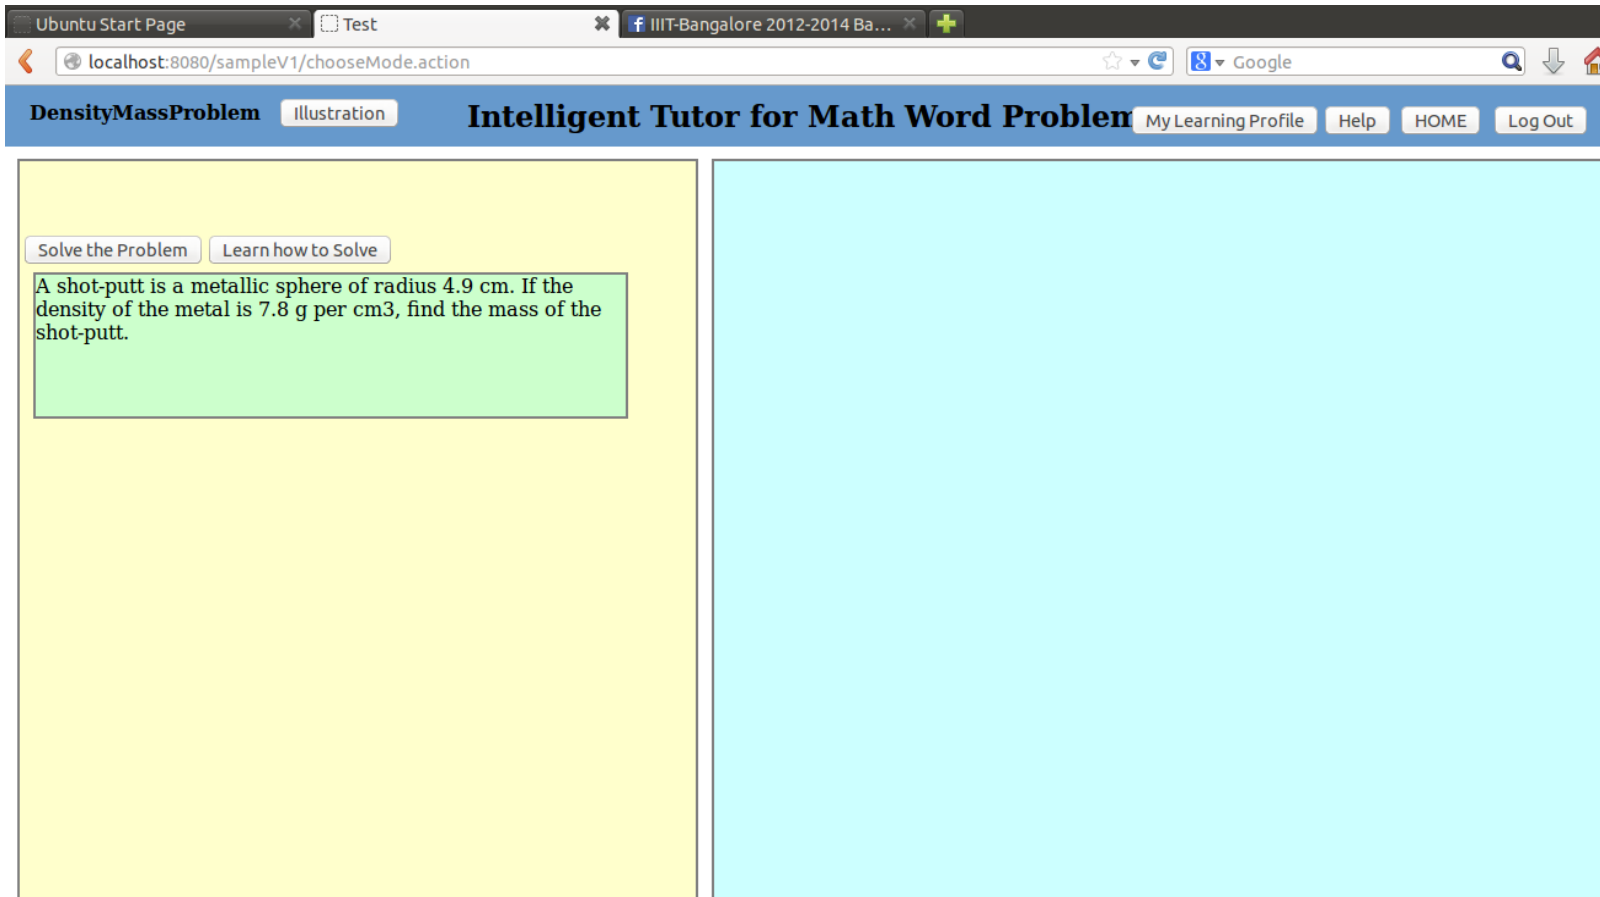 Ubuntu Start Page
Test
IIIT-Bangalore 2012-2014 Ba...
localhost:8080/sampleV1/chooseMode.action
Google
DensityMassProblem
Illustration
Intelligent Tutor for Math Word Problem
My Learning Profile
Help
HOME
Log Out
Solve the Problem
Learn how to Solve
A shot-putt is a metallic sphere of radius 4.9 cm. If the
density of the metal is 7.8 g per cm3, find the mass of the
shot-putt.